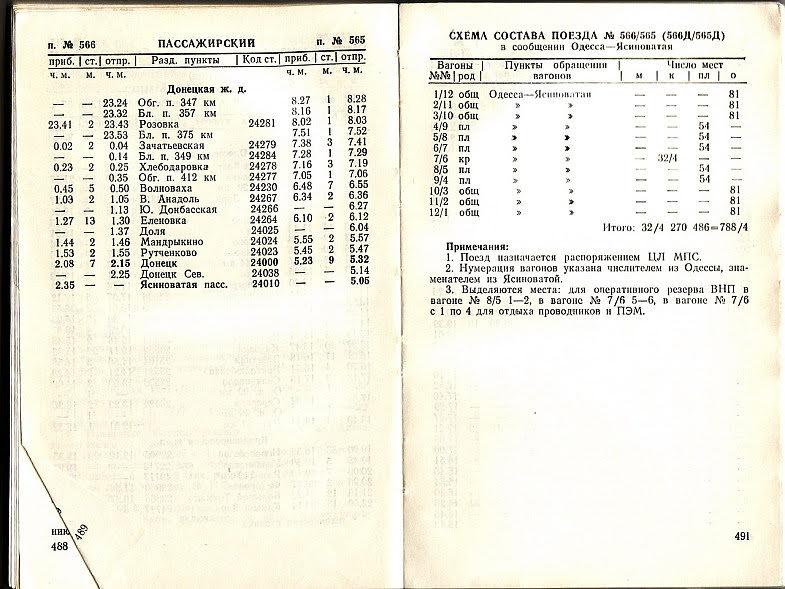 п. № 566 ПАССАЖИРСКИЙ п. № 565
приб. ст. отпр. Разд. пункты Код ст. приб. ст. отпр.
ч. м. м. ч. м. ч. м. м. ч. м.
Донецкая ж. д.
— — 23.24 Обг. п. 347 км 8.27 1 8.28
— — 23.32 Бл. п. 357 км 8.16 1 8.17
23.41 2 23.43 Розовка 24281 8.02 1 8.03
— — 23.53 Бл. п. 375 км 7.51 1 7.52
0.02 2 0.04 Зачатьевская 24279 7.38 3 7.41
— — 0.14 Бл. п. 349 км 24284 7.28 1 7.29
0.23 2 0.25 Хлебодаровка 24278 7.16 3 7.19
— — 0.35 Обг. п. 412 км 24277 7.05 1 7.06
0.45 5 0.50 Волноваха 24230 6.48 7 6.55
1.03 2 1.05 В. Анадоль 24267 6.34 2 6.36
— — 1.13 Ю. Донбасская 24266 — — 6.27
1.27 13 1.30 Еленовка 24264 6.10 2 6.12
— — 1.37 Доля 24025 — — 6.04
1.44 2 1.46 Мандрыкино 24024 5.55 2 5.57
1.53 2 1.55 Рутченково 24023 5.45 2 5.47
2.08 7 2.15 Донецк 24000 5.23 9 5.32
— — 2.25 Донецк Сев. 24038 — — 5.14
2.35 — — Ясиноватая пасс. 24010 — — 5.05
ник
489
488
СХЕМА СОСТАВА ПОЕЗДА № 566/565 (566Д/565Д)
в сообщении Одесса—Ясиноватая
Вагоны Пункты обращения Число мест
№№ род вагонов м к пл о
1/12 общ Одесса—Ясиноватая — — — 81
2/11 общ » » — — — 81
3/10 общ » » — — — 81
4/9 пл » » — — 54 —
5/8 пл » » — — 54 —
6/7 пл » » — — 54 —
7/6 кр » » — 32/4 — —
8/5 пл » » — — 54 —
9/4 пл » » — — 54 —
10/3 общ » » — — — 81
11/2 общ » » — — — 81
12/1 общ » » — — — 81
Итого: 32/4 270 486=788/4
Примечания:
1. Поезд назначается распоряжением ЦЛ МПС.
2. Нумерация вагонов указана числителем из Одессы, зна-
менателем из Ясиноватой.
3. Выделяются места: для оперативного резерва ВНП в
вагоне № 8/5 1—2, в вагоне № 7/6 5—6, в вагоне № 7/6
с 1 по 4 для отдыха проводников и ПЭМ.
491